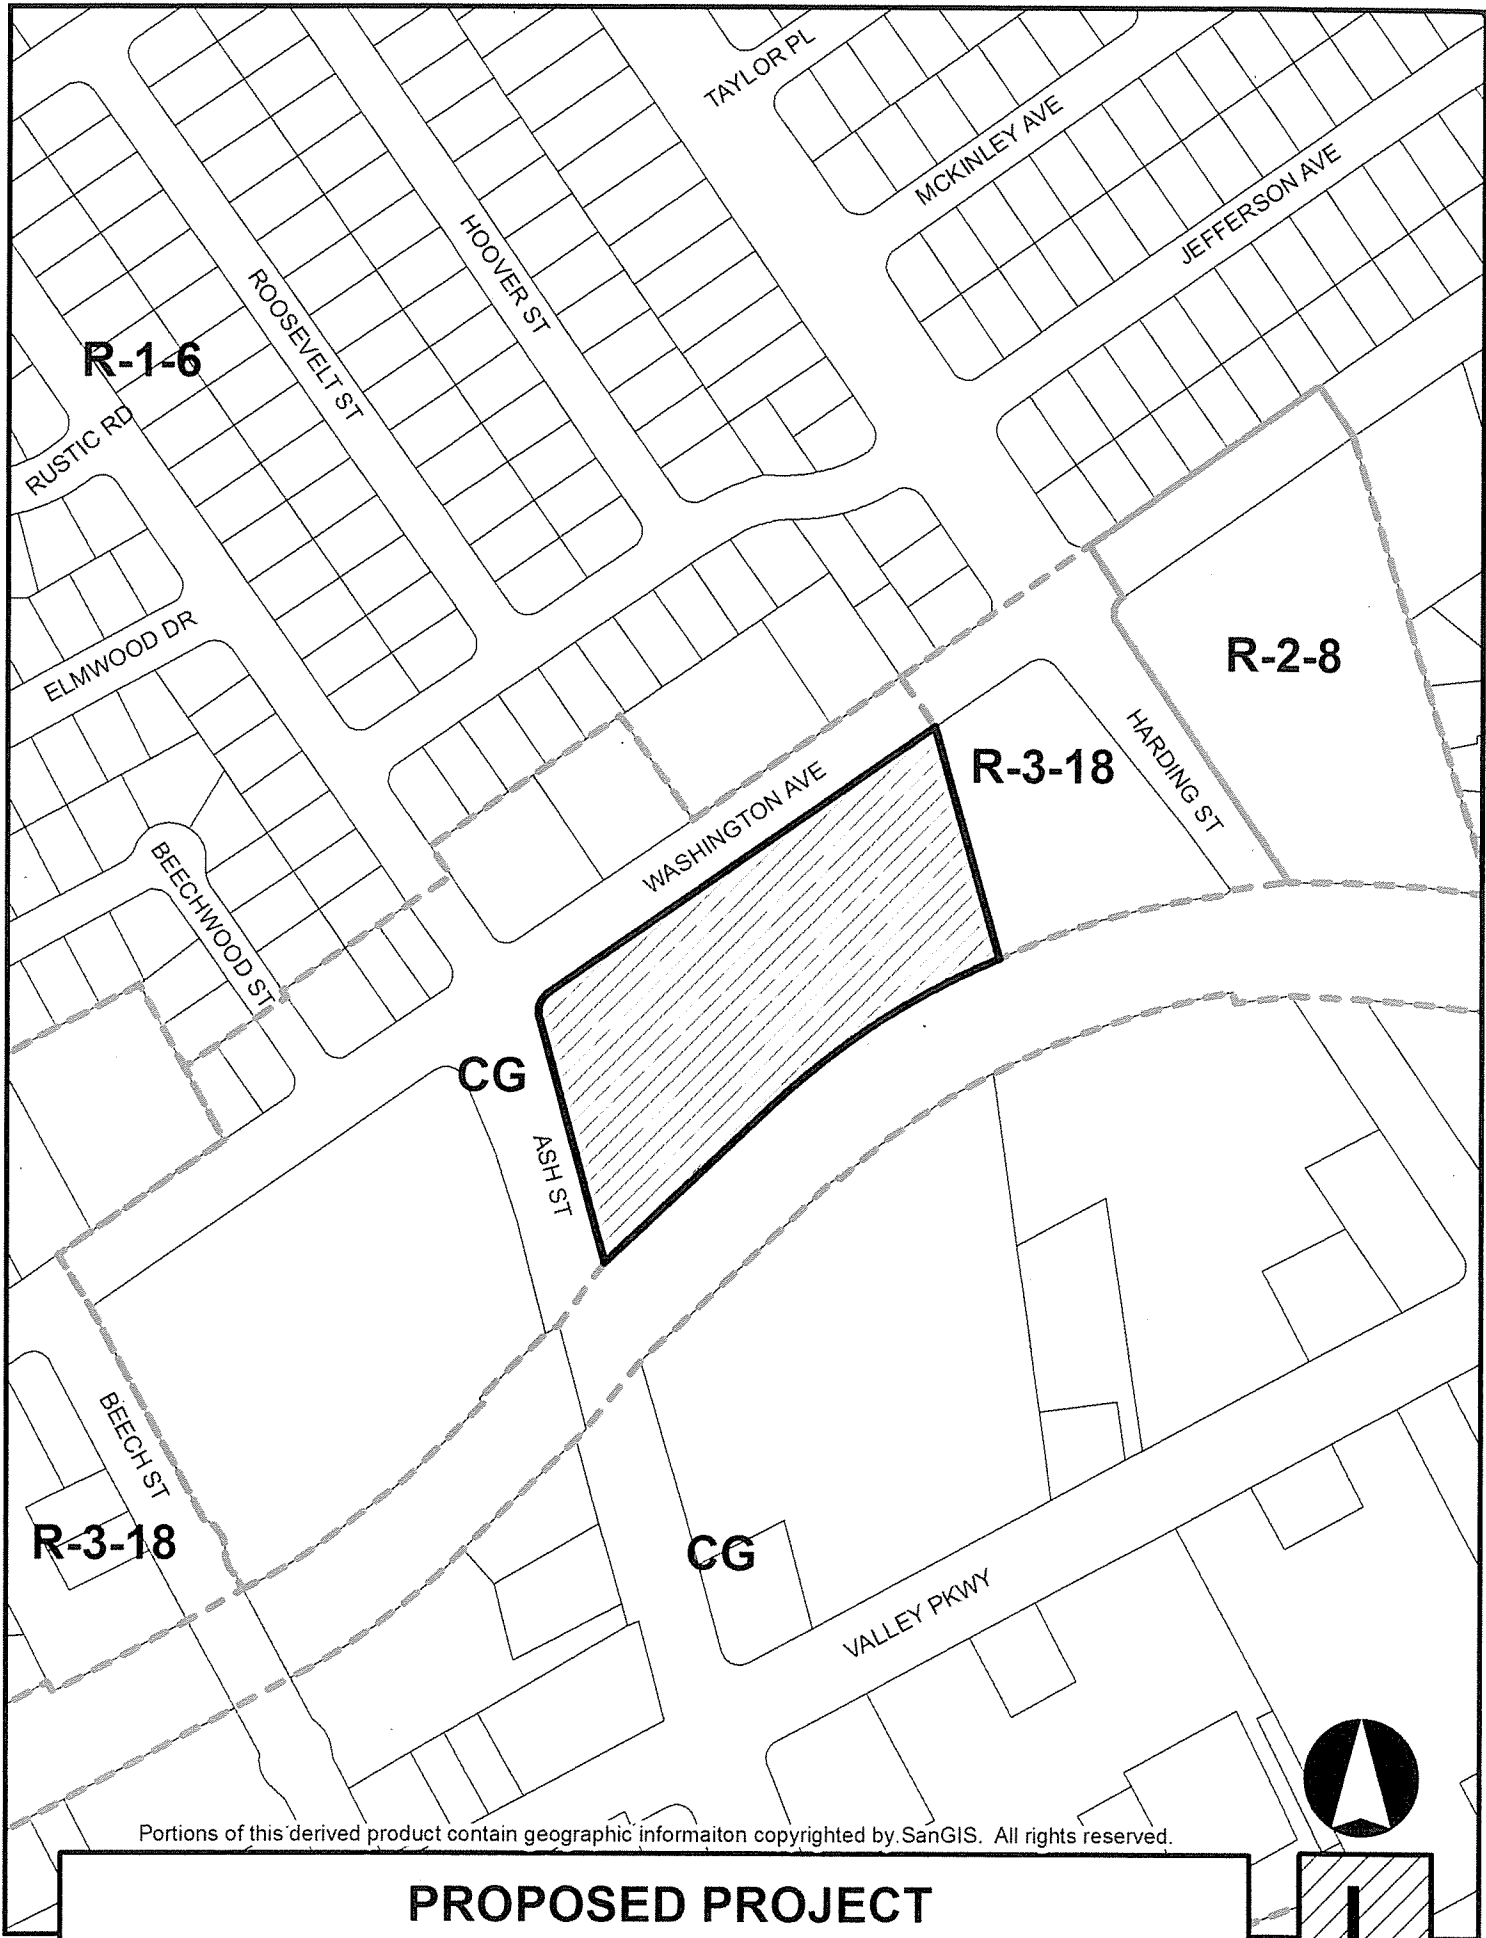 TAYLOR PL
MCKINLEY AVE
JEFFERSON AVE
HOOVER ST
ROOSEVELT ST
R-1-6
RUSTIC RD
ELMWOOD DR
R-2-8
HARDING ST
R-3-18
WASHINGTON AVE
BEECHWOOD ST
CG
ASH ST
BEECH ST
R-3-18
CG
VALLEY PKWY
Portions of this derived product contain geographic informaiton copyrighted by SanGIS. All rights reserved.
PROPOSED PROJECT